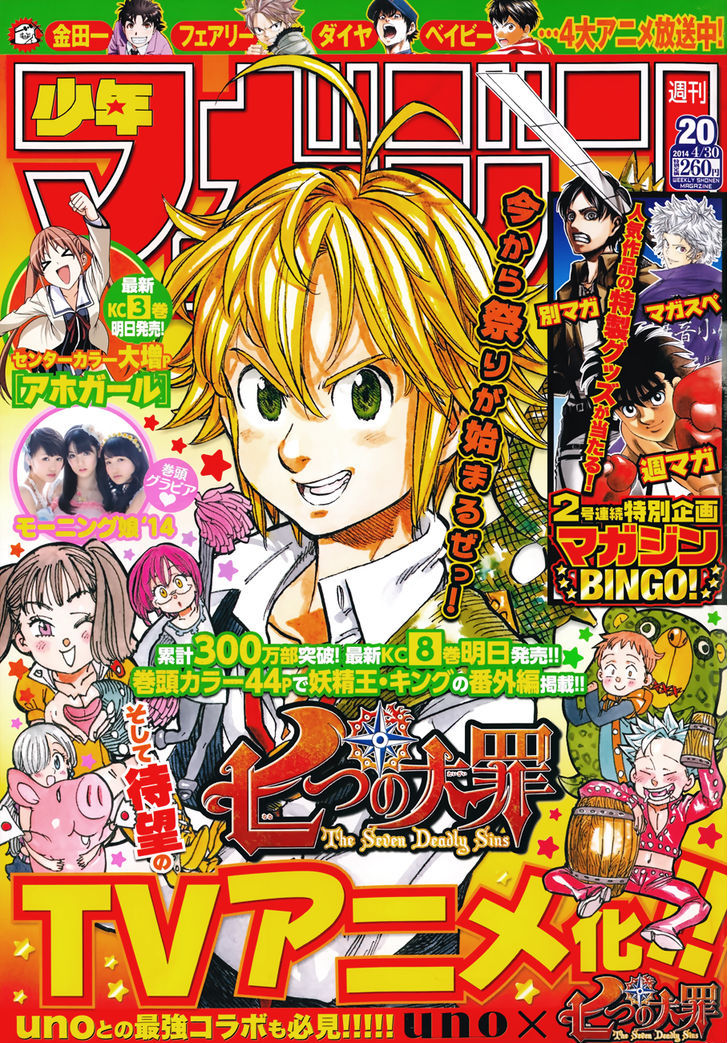 金田一 フェアリー ダイヤ ベイビー …4大アニメ放送中!
週刊
少年
マガジン
20
2014 4/30
特別定価260円
WEEKLY SHONEN
MAGAZINE
最新
KC3巻
明日発売!
センターカラー大増P
[アホガール]
巻頭
グラビア
モーニング娘'14
今から祭りが始まるぜっ!
人気作品の特製グッズが当たる!
別マガ
マガスペ
週マガ
2号連続特別企画
マガジン
BINGO!
累計300万部突破! 最新KC8巻明日発売!!
巻頭カラー44Pで妖精王・キングの番外編掲載!!
七つの大罪
たいざい
The Seven Deadly Sins
そして待望の
TVアニメ化!!
unoとの最強コラボも必見!!!!!
uno×
七つの大罪
The Seven Deadly Sins